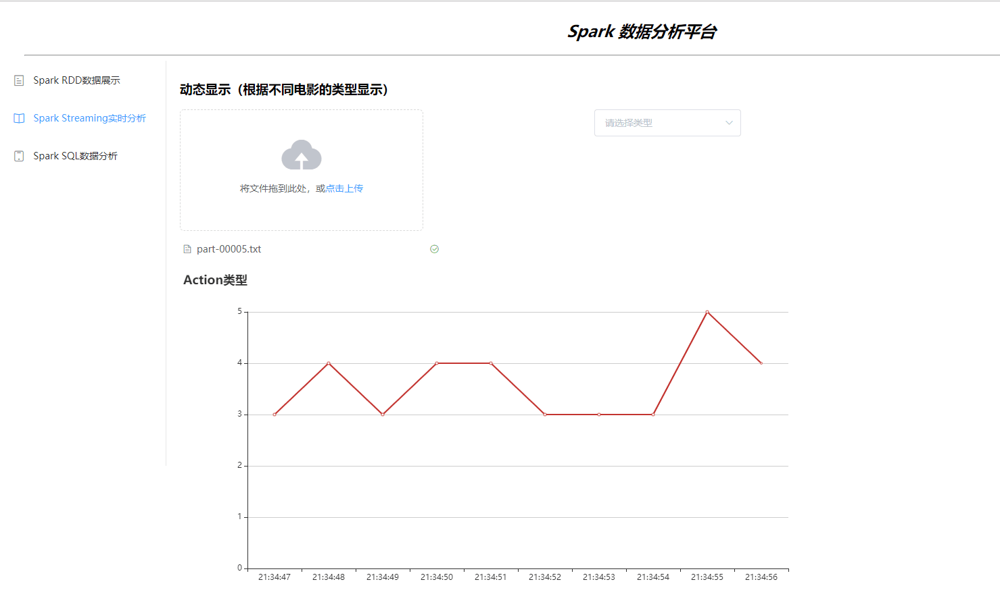 Spark 数据分析平台
Spark RDD数据展示
Spark Streaming实时分析
Spark SQL数据分析
动态显示（根据不同电影的类型显示）
请选择类型
将文件拖到此处，或点击上传
part-00005.txt
Action类型
5
4
3
2
1
0
21:34:47 21:34:48 21:34:49 21:34:50 21:34:51 21:34:52 21:34:53 21:34:54 21:34:55 21:34:56